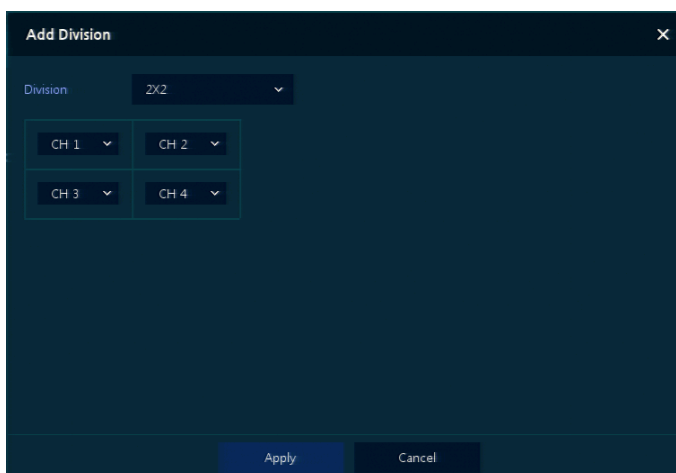 Add Division
Division 2X2
CH 1 CH 2
CH 3 CH 4
Apply Cancel